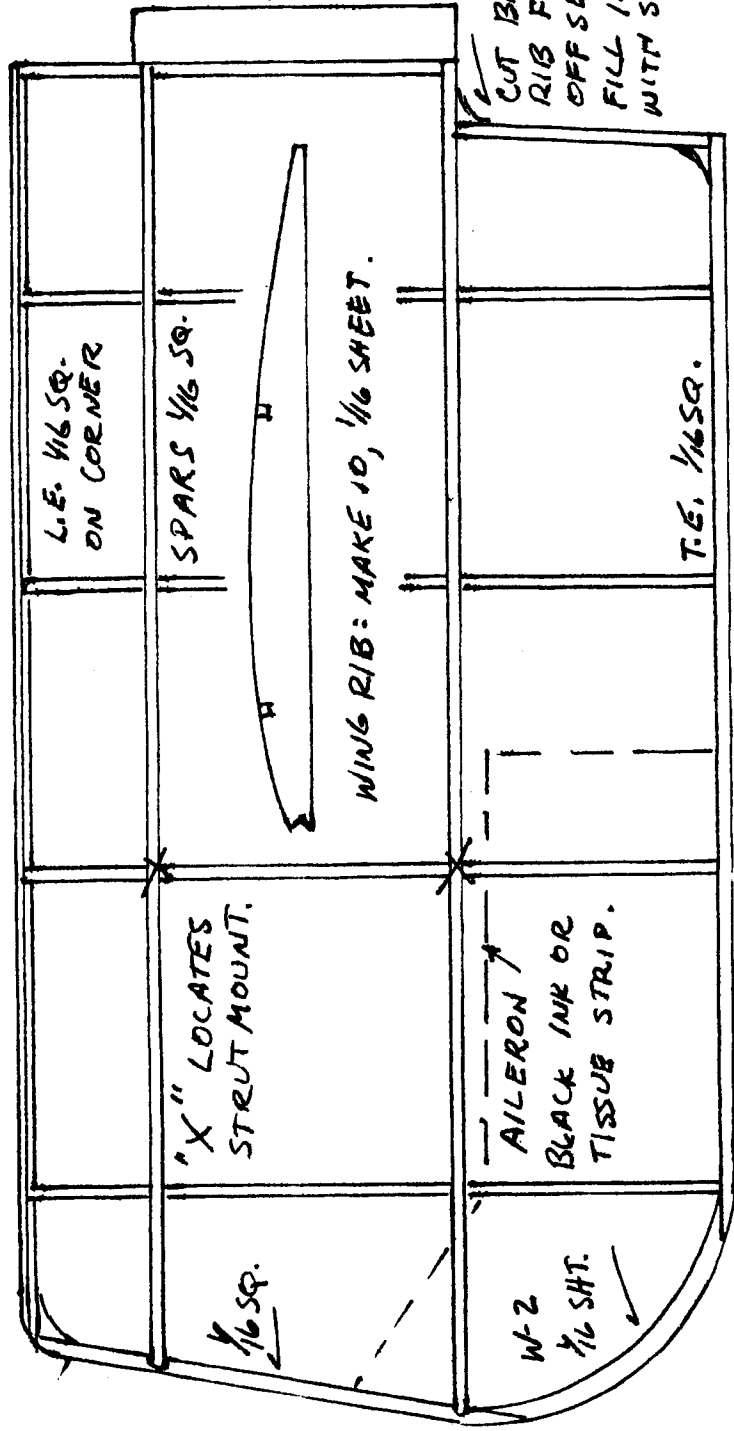 L.E. 1/16 SQ.
ON CORNER
SPARS 1/16 SQ.
WING RIB: MAKE 10, 1/16 SHEET.
"X" LOCATES
STRUT MOUNT.
1/16 SQ.
AILERON
BLACK INK OR
TISSUE STRIP.
W-2
1/16 SHT.
T.E. 1/16 SQ.
CUT
RIB
FILL
WITH